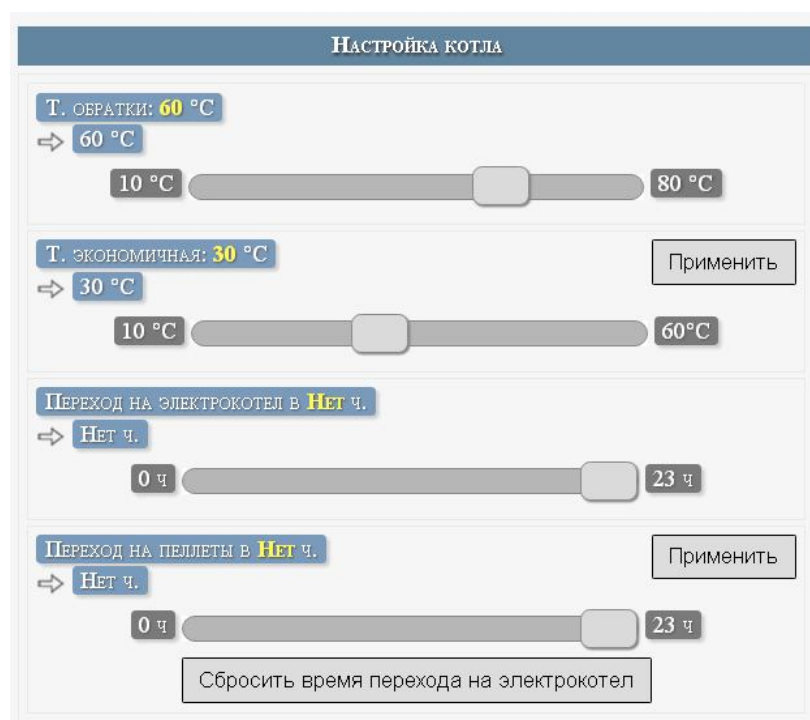 Настройка котла
Т. обратки: 60 °C
60 °C
10 °C 80 °C
Т. экономичная: 30 °C
Применить
30 °C
10 °C 60°C
Переход на электрокотел в Нет ч.
Нет ч.
0 ч 23 ч
Переход на пеллеты в Нет ч.
Применить
Нет ч.
0 ч 23 ч
Сбросить время перехода на электрокотел